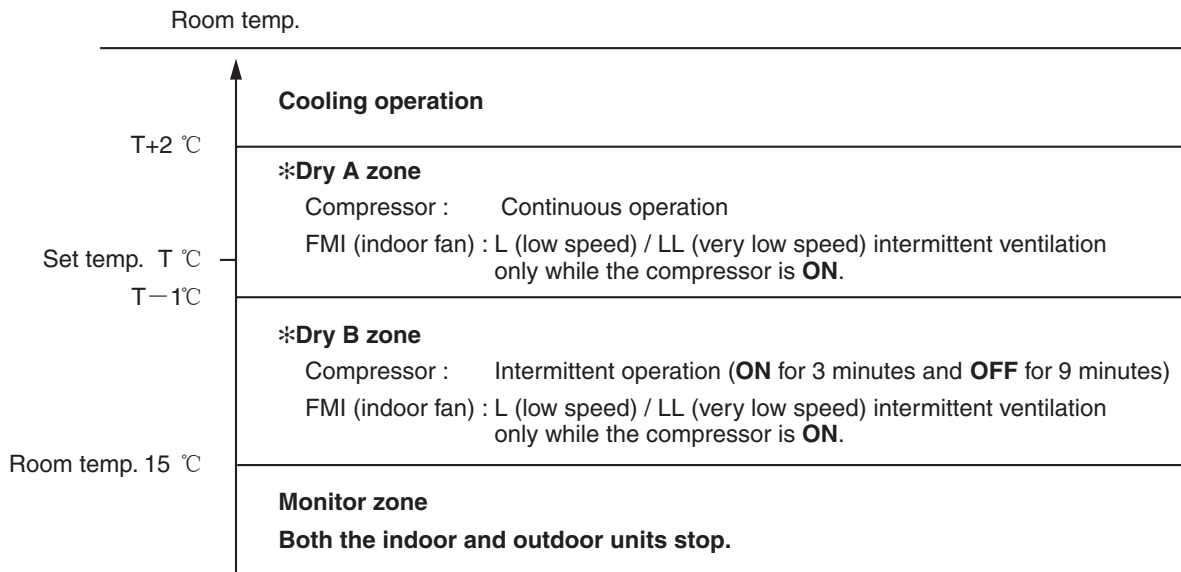 Room temp.
Cooling operation
T+2 ℃
✻Dry A zone
Compressor : Continuous operation
FMI (indoor fan) : L (low speed) / LL (very low speed) intermittent ventilation
only while the compressor is ON.
Set temp. T ℃
T−1℃
✻Dry B zone
Compressor : Intermittent operation (ON for 3 minutes and OFF for 9 minutes)
FMI (indoor fan) : L (low speed) / LL (very low speed) intermittent ventilation
only while the compressor is ON.
Room temp. 15 ℃
Monitor zone
Both the indoor and outdoor units stop.